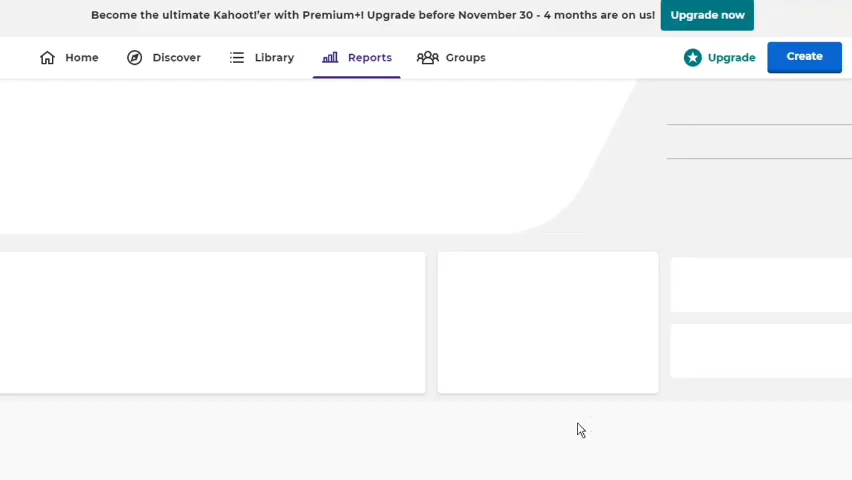 Become the ultimate Kahoot!'er with Premium+! Upgrade before November 30 - 4 months are on us! Upgrade now
Home Discover Library Reports Groups Upgrade Create